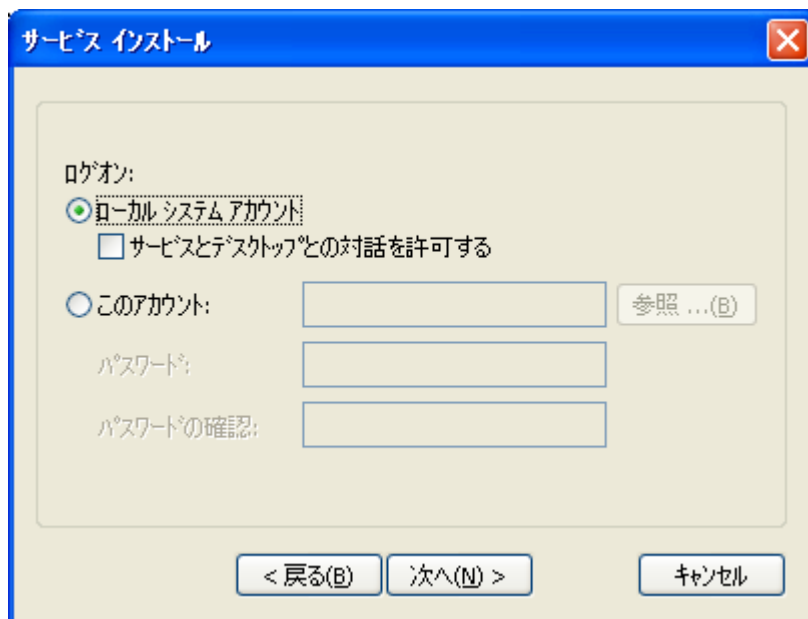 サービス インストール
ログオン:
ローカル システム アカウント
サービスとデスクトップとの対話を許可する
このアカウント:
参照 ...(B)
パスワード:
パスワードの確認:
< 戻る(B)
次へ(N) >
キャンセル